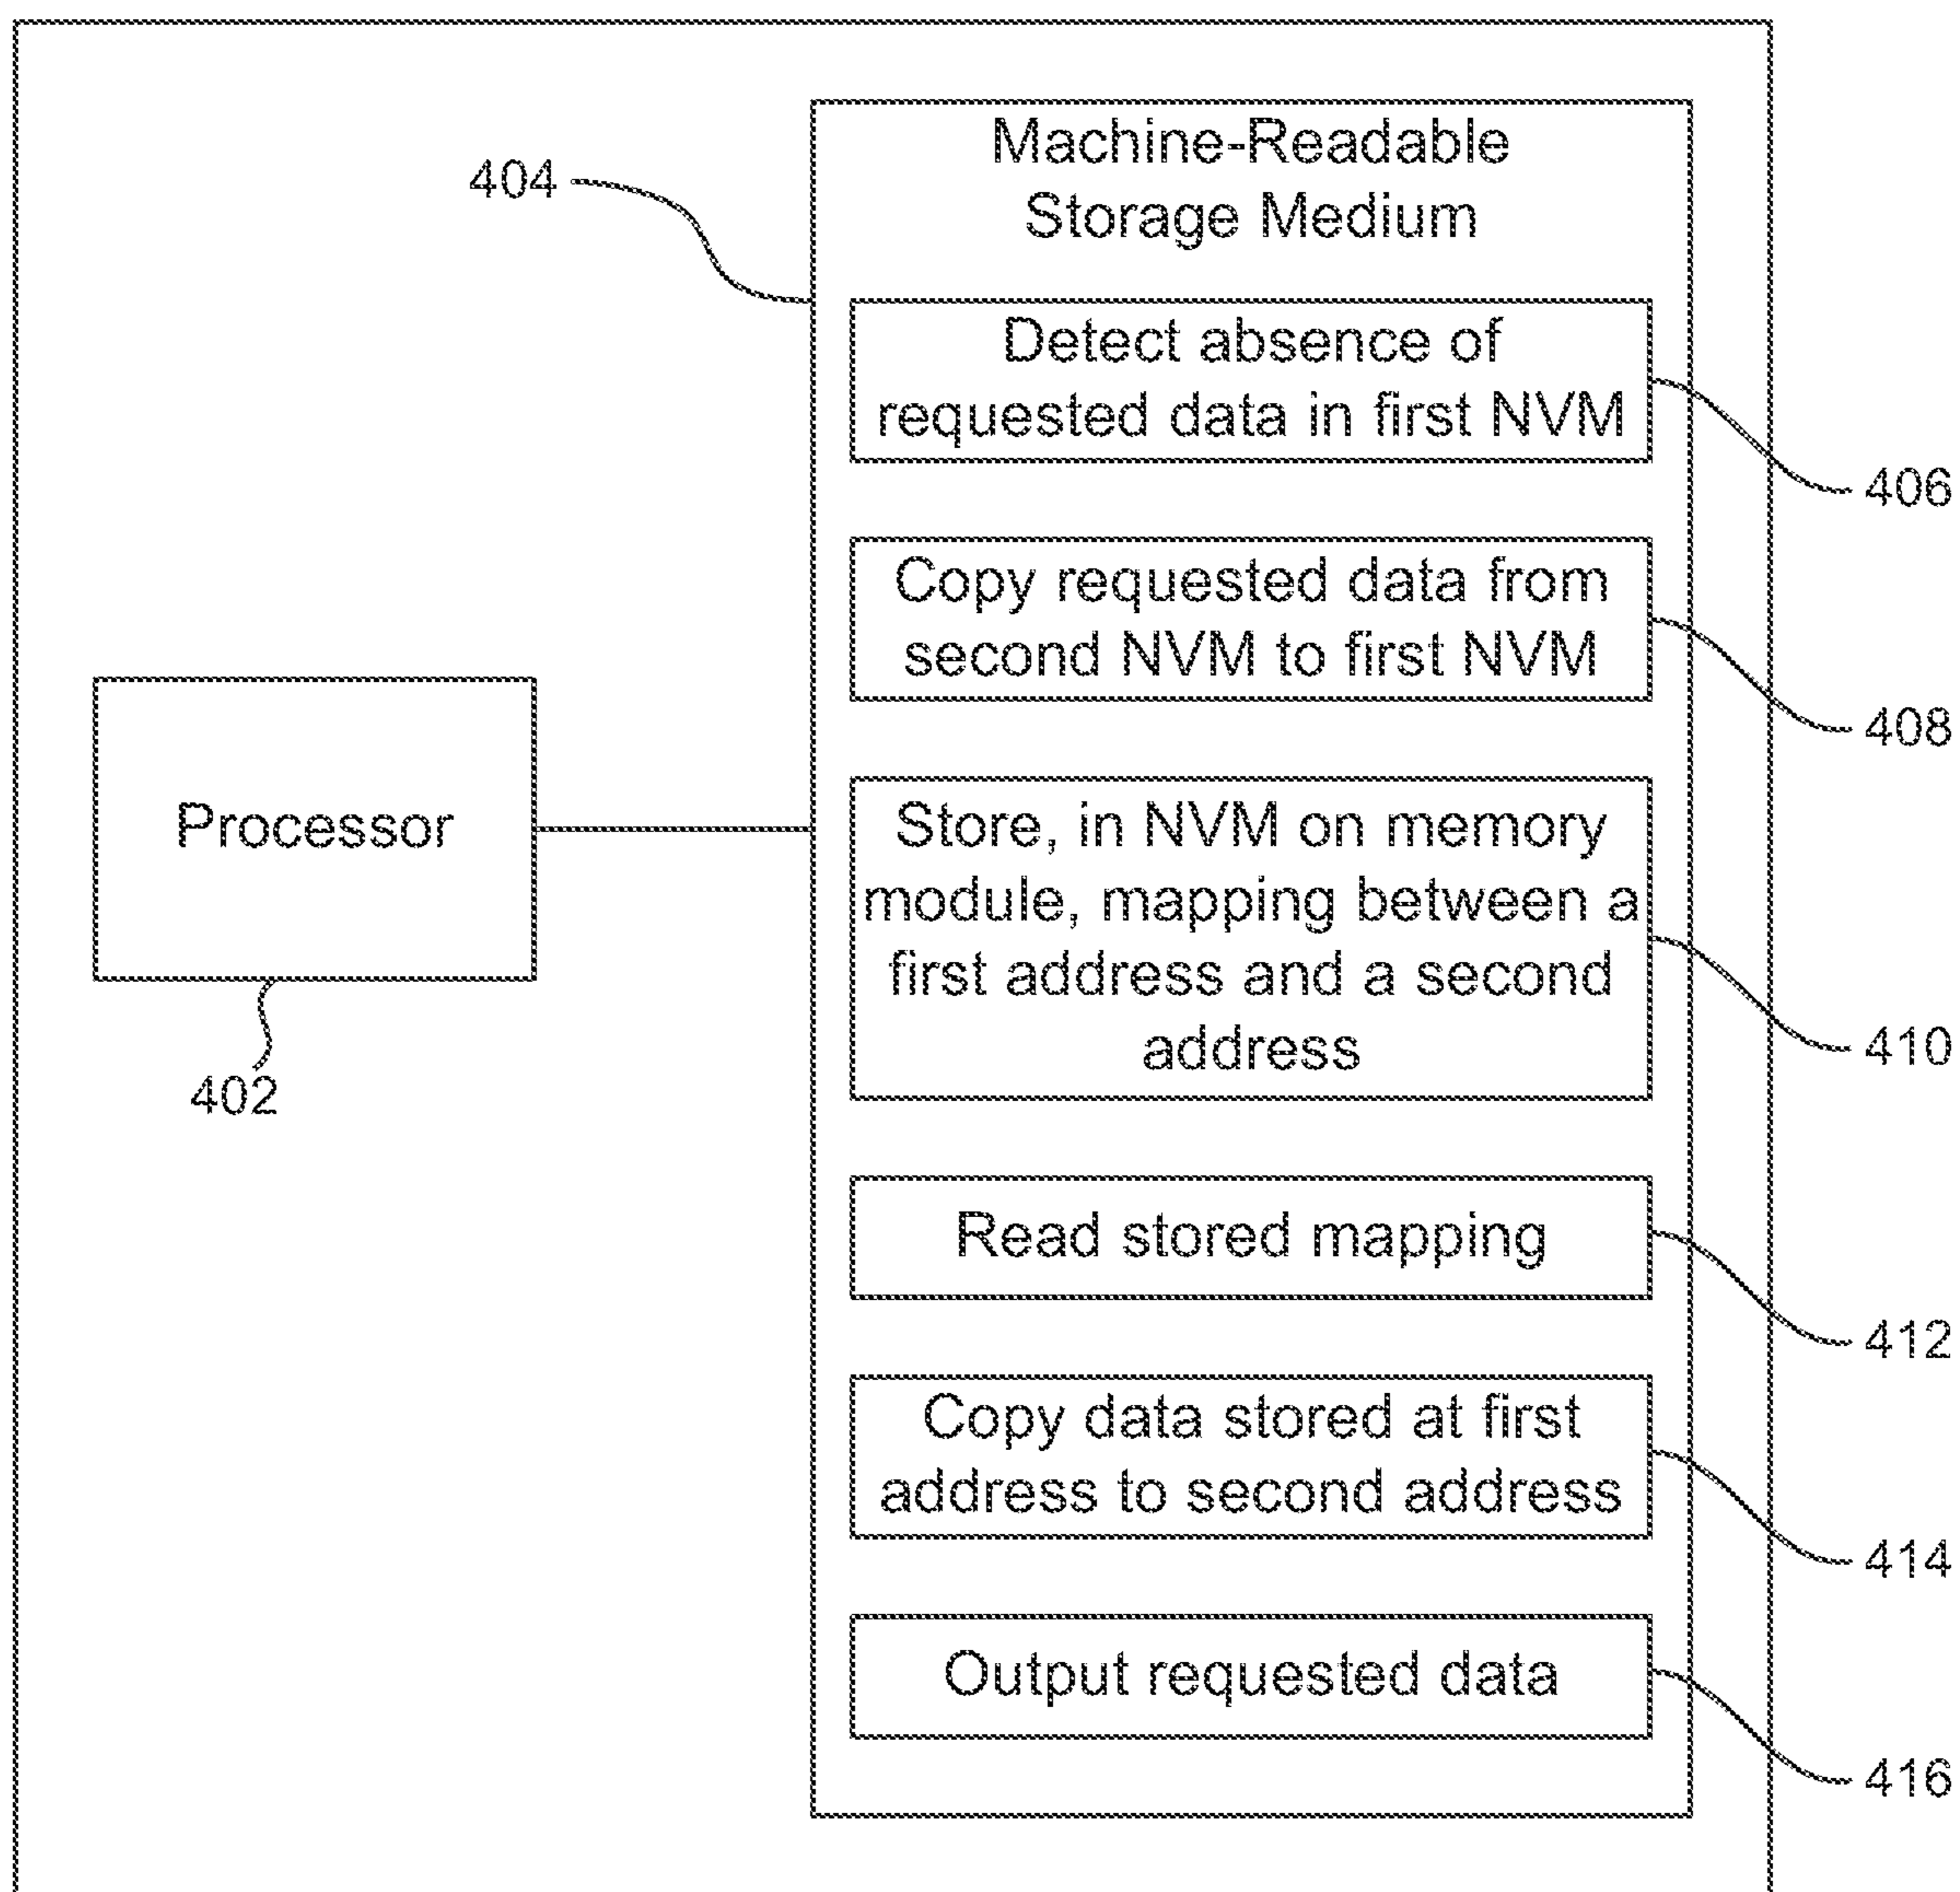 Machine-Readable
Storage Medium
404
Detect absence of
requested data in first NVM
406
Copy requested data from
second NVM to first NVM
408
Processor
402
Store, in NVM on memory
module, mapping between a
first address and a second
address
410
Read stored mapping
412
Copy data stored at first
address to second address
414
Output requested data
416